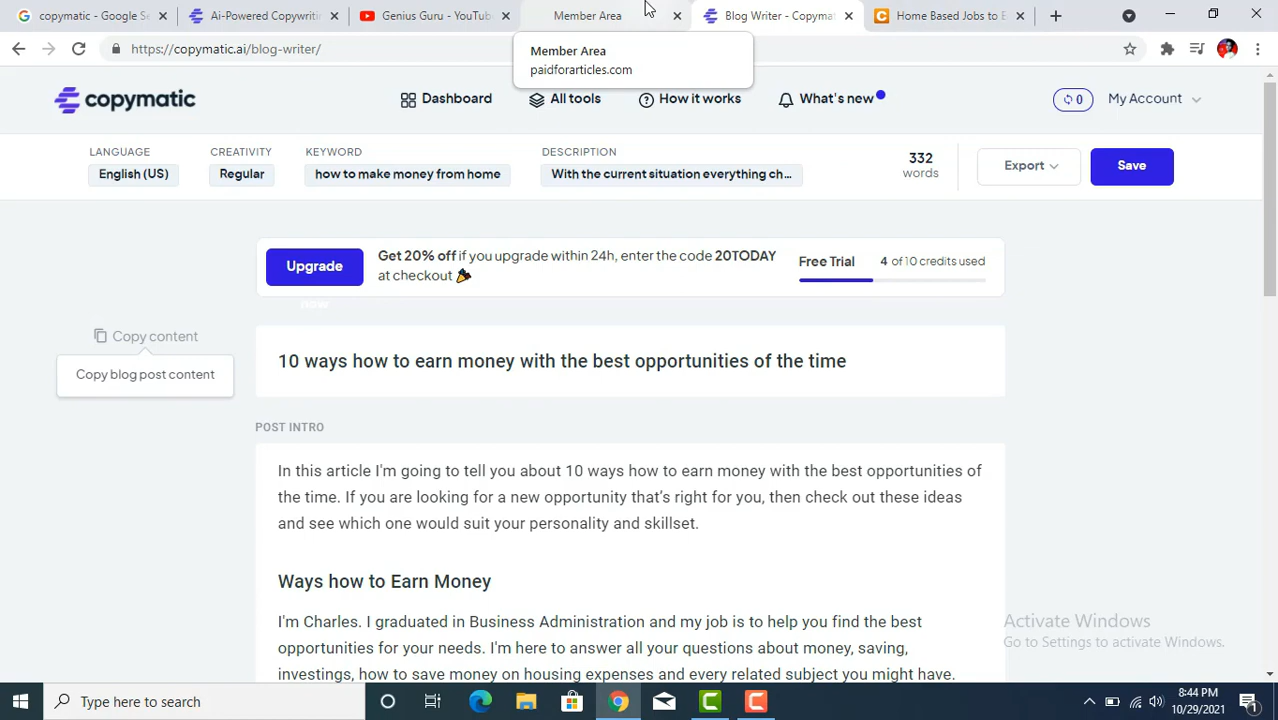 copymatic - Google Se
Ai-Powered Copywritin
Genius Guru - YouTube
Member Area
Blog Writer - Copymat
Home Based Jobs to E
https://copymatic.ai/blog-writer/
Member Area
paidforarticles.com
copymatic
Dashboard
All tools
How it works
What's new
0
My Account
LANGUAGE
English (US)
CREATIVITY
Regular
KEYWORD
how to make money from home
DESCRIPTION
With the current situation everything ch...
332
words
Export
Save
Upgrade
Get 20% off if you upgrade within 24h, enter the code 20TODAY
at checkout
Free Trial
4 of 10 credits used
Copy content
Copy blog post content
10 ways how to earn money with the best opportunities of the time
POST INTRO
In this article I'm going to tell you about 10 ways how to earn money with the best opportunities of
the time. If you are looking for a new opportunity that's right for you, then check out these ideas
and see which one would suit your personality and skillset.
Ways how to Earn Money
I'm Charles. I graduated in Business Administration and my job is to help you find the best
opportunities for your needs. I'm here to answer all your questions about money, saving,
investings, how to save money on housing expenses and every related subject you might have.
Activate Windows
Go to Settings to activate Windows.
Type here to search
8:44 PM
10/29/2021
1